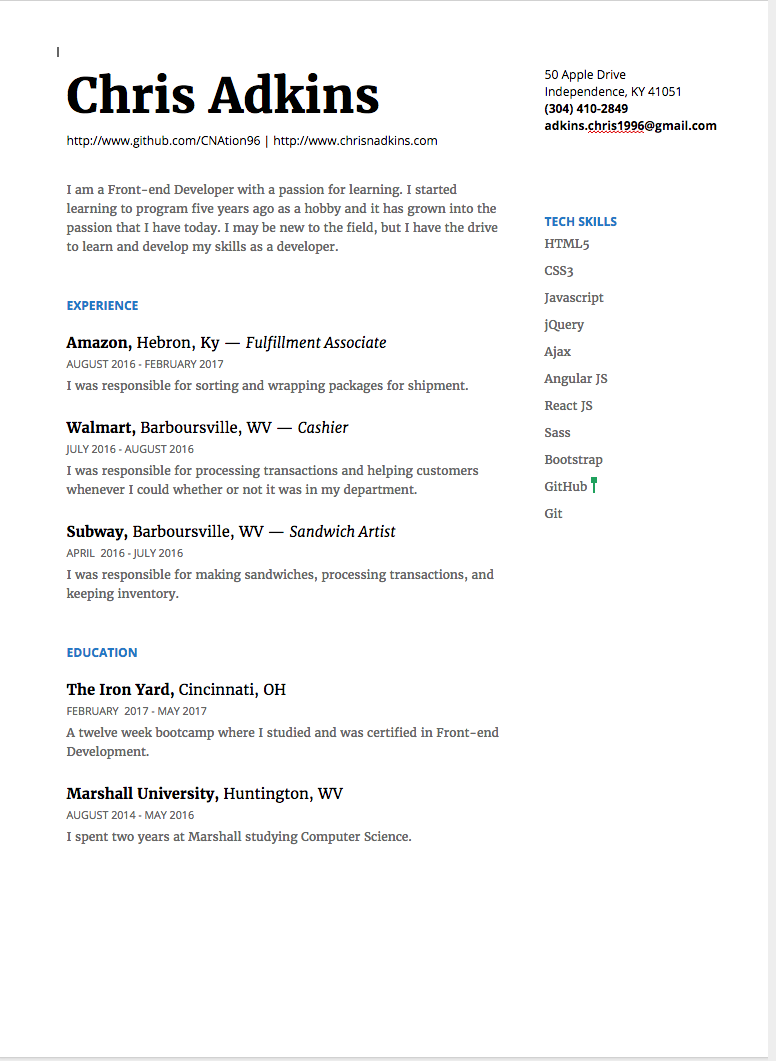 Chris Adkins
http://www.github.com/CNAtion96 | http://www.chrisnadkins.com
50 Apple Drive
Independence, KY 41051
(304) 410-2849
adkins.chris1996@gmail.com
I am a Front-end Developer with a passion for learning. I started
learning to program five years ago as a hobby and it has grown into the
passion that I have today. I may be new to the field, but I have the drive
to learn and develop my skills as a developer.
EXPERIENCE
Amazon, Hebron, Ky — Fulfillment Associate
AUGUST 2016 - FEBRUARY 2017
I was responsible for sorting and wrapping packages for shipment.
Walmart, Barboursville, WV — Cashier
JULY 2016 - AUGUST 2016
I was responsible for processing transactions and helping customers
whenever I could whether or not it was in my department.
Subway, Barboursville, WV — Sandwich Artist
APRIL 2016 - JULY 2016
I was responsible for making sandwiches, processing transactions, and
keeping inventory.
EDUCATION
The Iron Yard, Cincinnati, OH
FEBRUARY 2017 - MAY 2017
A twelve week bootcamp where I studied and was certified in Front-end
Development.
Marshall University, Huntington, WV
AUGUST 2014 - MAY 2016
I spent two years at Marshall studying Computer Science.
TECH SKILLS
HTML5
CSS3
Javascript
jQuery
Ajax
Angular JS
React JS
Sass
Bootstrap
GitHub
Git